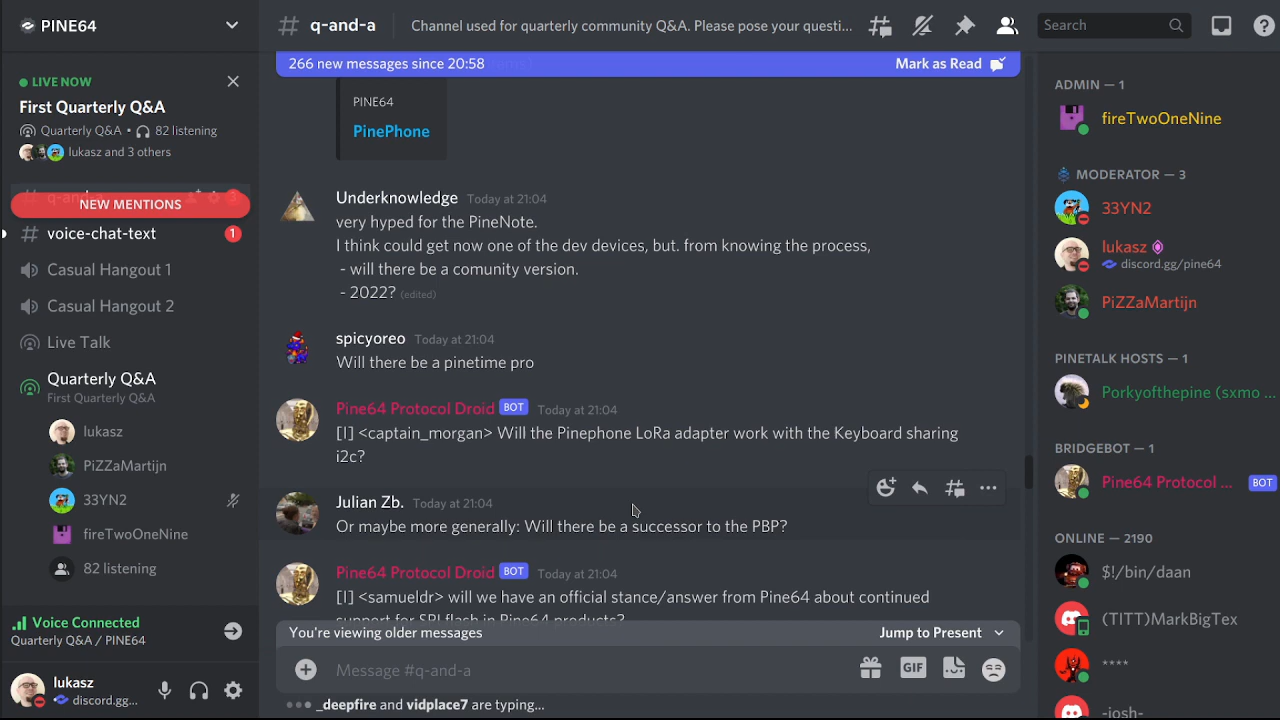 PINE64
LIVE NOW
First Quarterly Q&A
Quarterly Q&A • 82 listening
lukasz and 3 others
NEW MENTIONS
voice-chat-text
1
Casual Hangout 1
Casual Hangout 2
Live Talk
Quarterly Q&A
First Quarterly Q&A
lukasz
PiZZaMartijn
33YN2
fireTwoOneNine
82 listening
Voice Connected
Quarterly Q&A / PINE64
lukasz
discord.gg...
# q-and-a
Channel used for quarterly community Q&A. Please pose your questi...
Search
266 new messages since 20:58
Mark as Read
PINE64
PinePhone
Underknowledge Today at 21:04
very hyped for the PineNote.
I think could get now one of the dev devices, but. from knowing the process,
- will there be a comunity version.
- 2022? (edited)
spicyoreo Today at 21:04
Will there be a pinetime pro
Pine64 Protocol Droid BOT Today at 21:04
[I] <captain_morgan> Will the Pinephone LoRa adapter work with the Keyboard sharing
i2c?
Julian Zb. Today at 21:04
Or maybe more generally: Will there be a successor to the PBP?
Pine64 Protocol Droid BOT Today at 21:04
[I] <samueldr> will we have an official stance/answer from Pine64 about continued
support for SPI flash in Pine64 products?
You're viewing older messages
Jump to Present
Message #q-and-a
GIF
_deepfire and vidplace7 are typing...
ADMIN — 1
fireTwoOneNine
MODERATOR — 3
33YN2
lukasz
discord.gg/pine64
PiZZaMartijn
PINETALK HOSTS — 1
Porkyofthepine (sxmo ...
BRIDGEBOT — 1
Pine64 Protocol ... BOT
ONLINE — 2190
$!/bin/daan
(TITT)MarkBigTex
****
-josh-